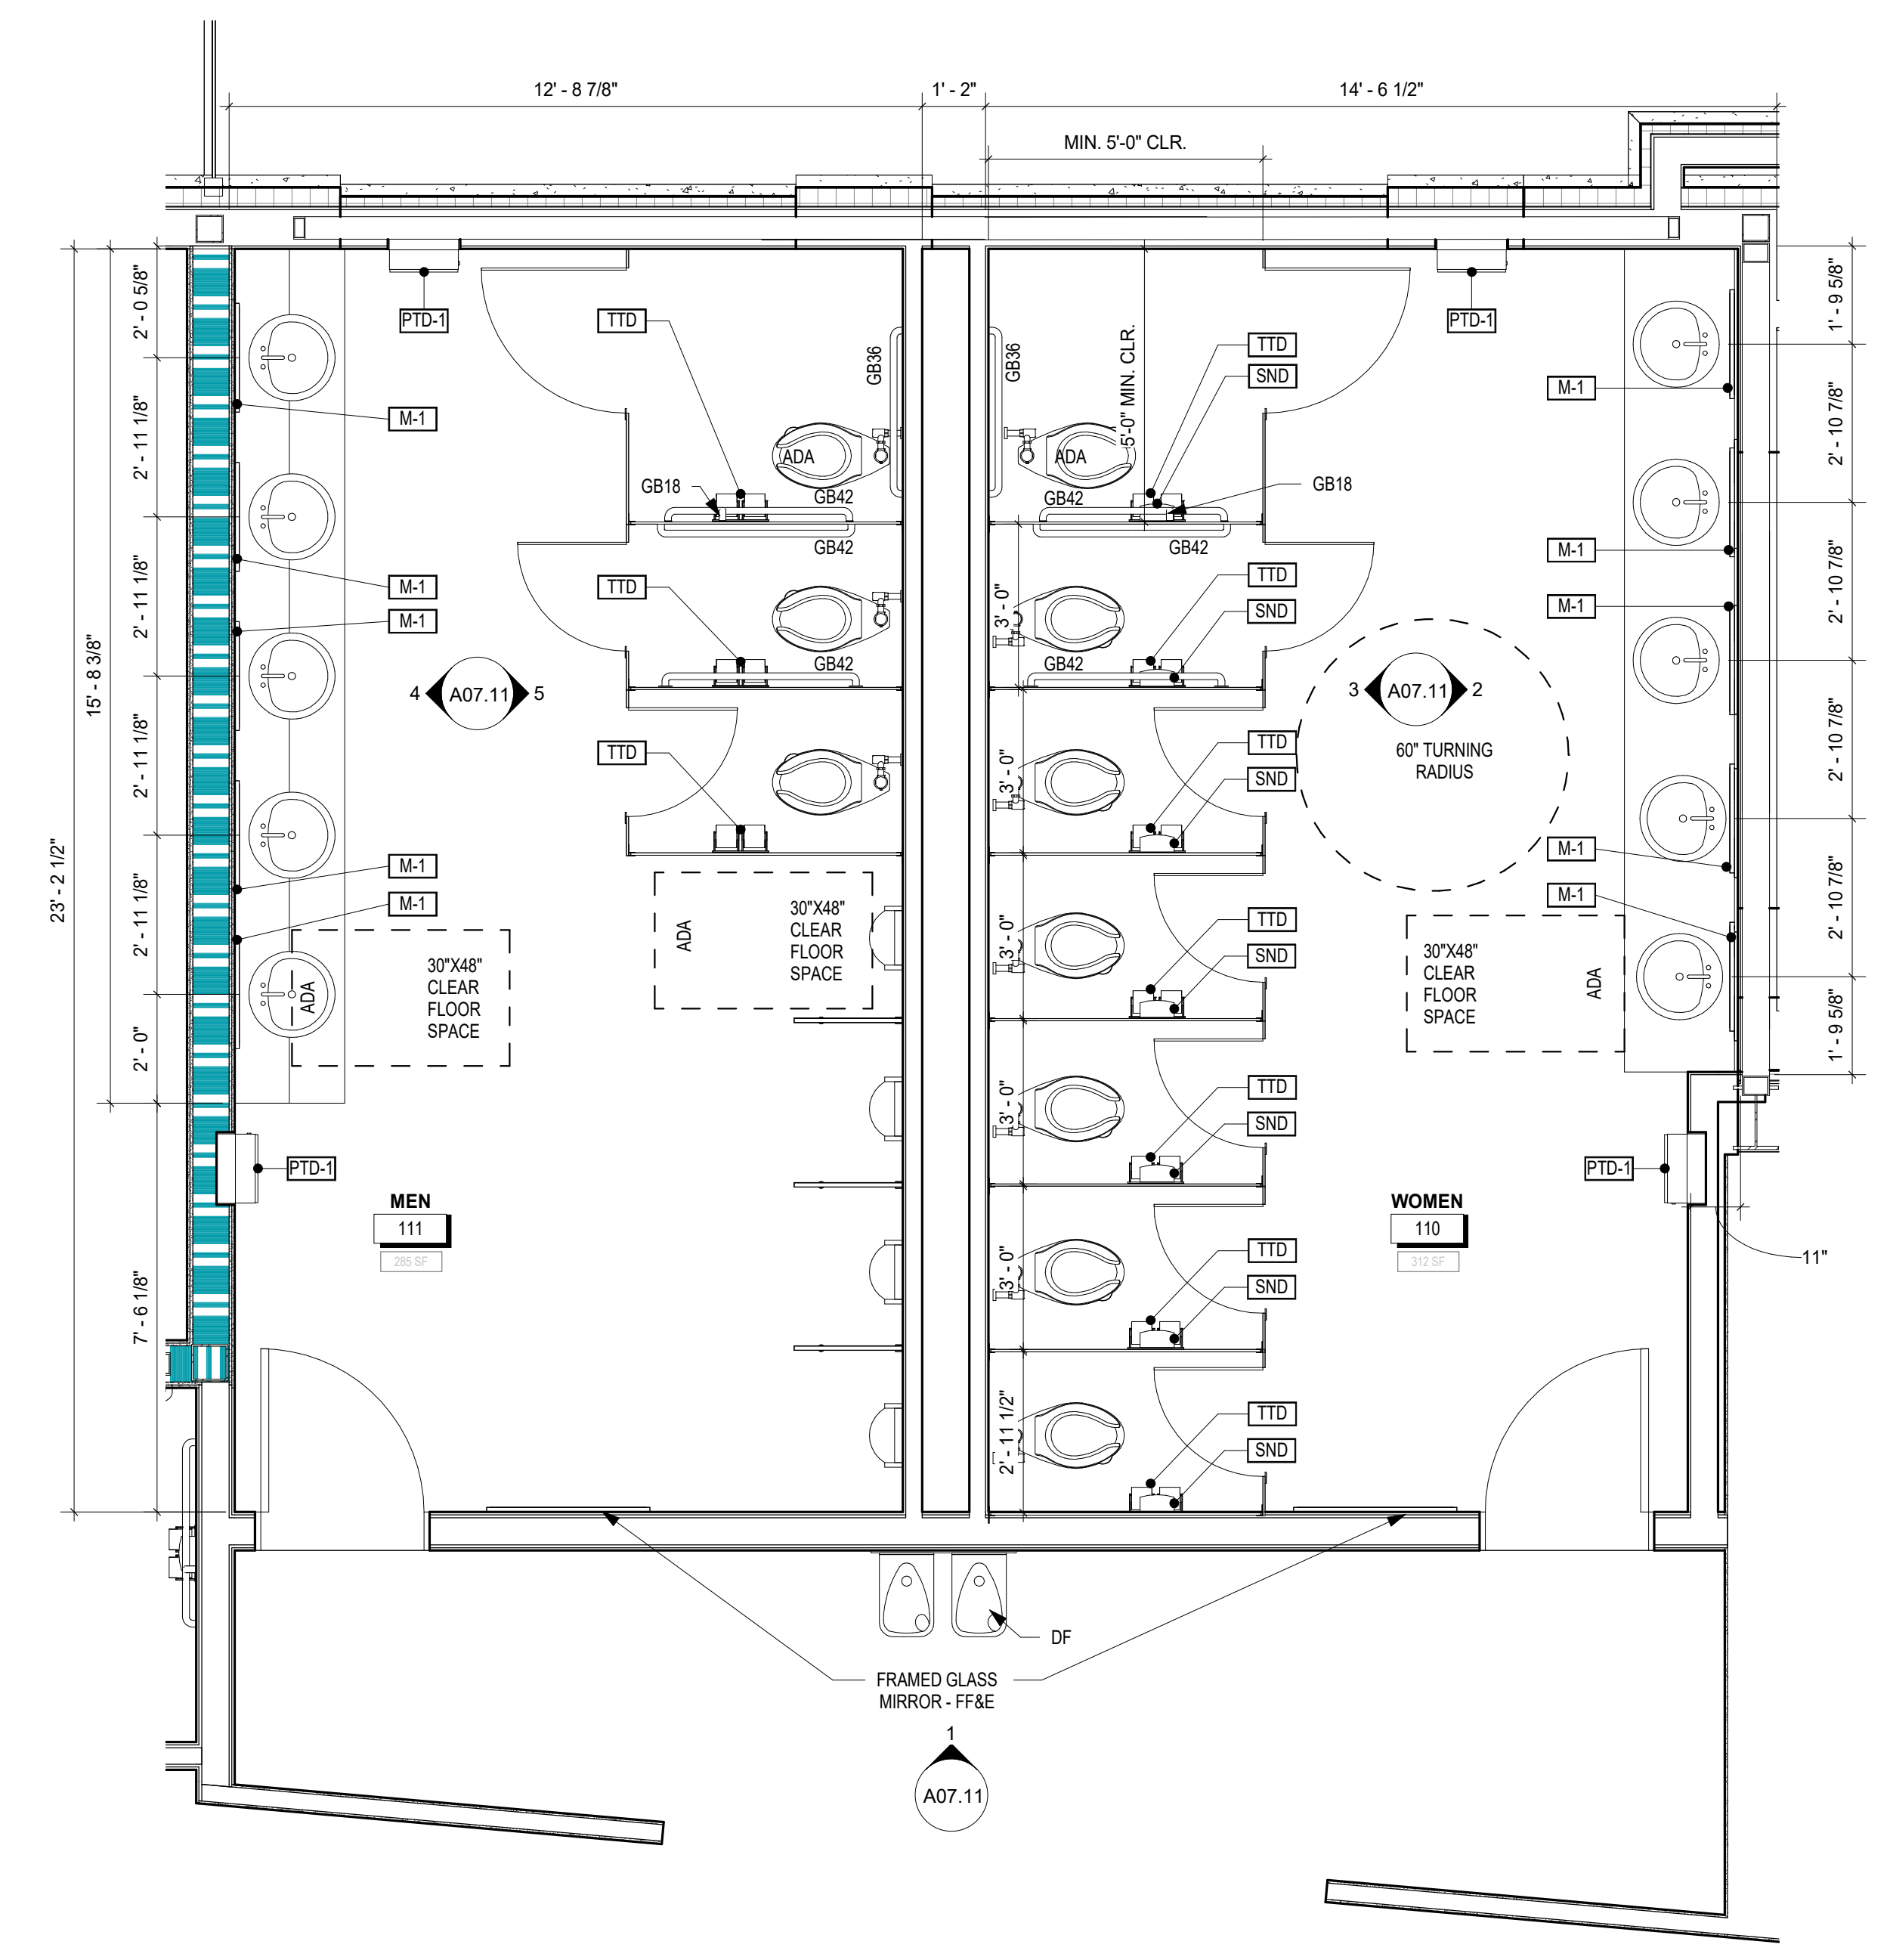 12' - 8 7/8"
1' - 2"
14' - 6 1/2"
MIN. 5'-0" CLR.
2' - 0 5/8"
2' - 11 1/8"
2' - 11 1/8"
2' - 11 1/8"
2' - 11 1/8"
2' - 0"
7' - 6 1/8"
15' - 8 3/8"
23' - 2 1/2"
PTD-1
TTD
GB36
GB36
5'-0" MIN. CLR.
TTD
SND
PTD-1
1' - 9 5/8"
2' - 10 7/8"
2' - 10 7/8"
2' - 10 7/8"
2' - 10 7/8"
1' - 9 5/8"
M-1
M-1
ADA
ADA
GB18
GB42
GB42
GB18
GB42
GB42
M-1
M-1
TTD
TTD
SND
3' - 0"
M-1
M-1
GB42
GB42
4
A07.11
5
3
A07.11
2
60" TURNING
RADIUS
TTD
TTD
SND
3' - 0"
M-1
M-1
M-1
M-1
ADA
30"X48"
CLEAR
FLOOR
SPACE
TTD
SND
3' - 0"
30"X48"
CLEAR
FLOOR
SPACE
ADA
ADA
30"X48"
CLEAR
FLOOR
SPACE
TTD
SND
3' - 0"
PTD-1
PTD-1
MEN
111
285 SF
WOMEN
110
312 SF
TTD
SND
3' - 0"
11"
TTD
SND
2' - 11 1/2"
DF
FRAMED GLASS
MIRROR - FF&E
1
A07.11